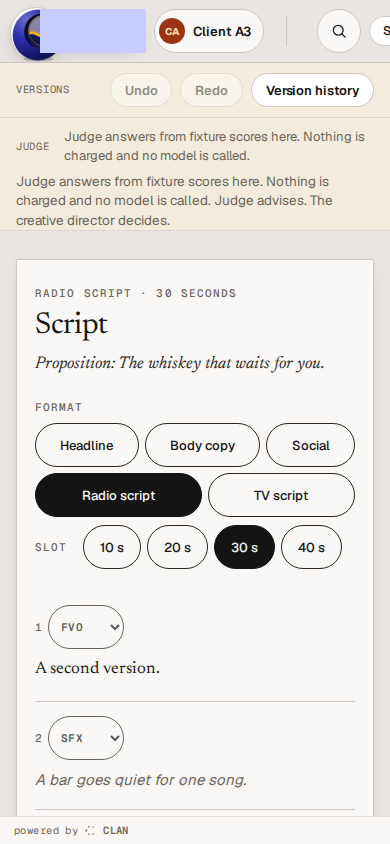 CA Client A3
S
VERSIONS Undo Redo Version history
JUDGE Judge answers from fixture scores here. Nothing is
charged and no model is called.
Judge answers from fixture scores here. Nothing is
charged and no model is called. Judge advises. The
creative director decides.
RADIO SCRIPT · 30 SECONDS
Script
Proposition: The whiskey that waits for you.
FORMAT
Headline Body copy Social
Radio script TV script
SLOT 10 s 20 s 30 s 40 s
1 FVO
A second version.
2 SFX
A bar goes quiet for one song.
powered by CLAN